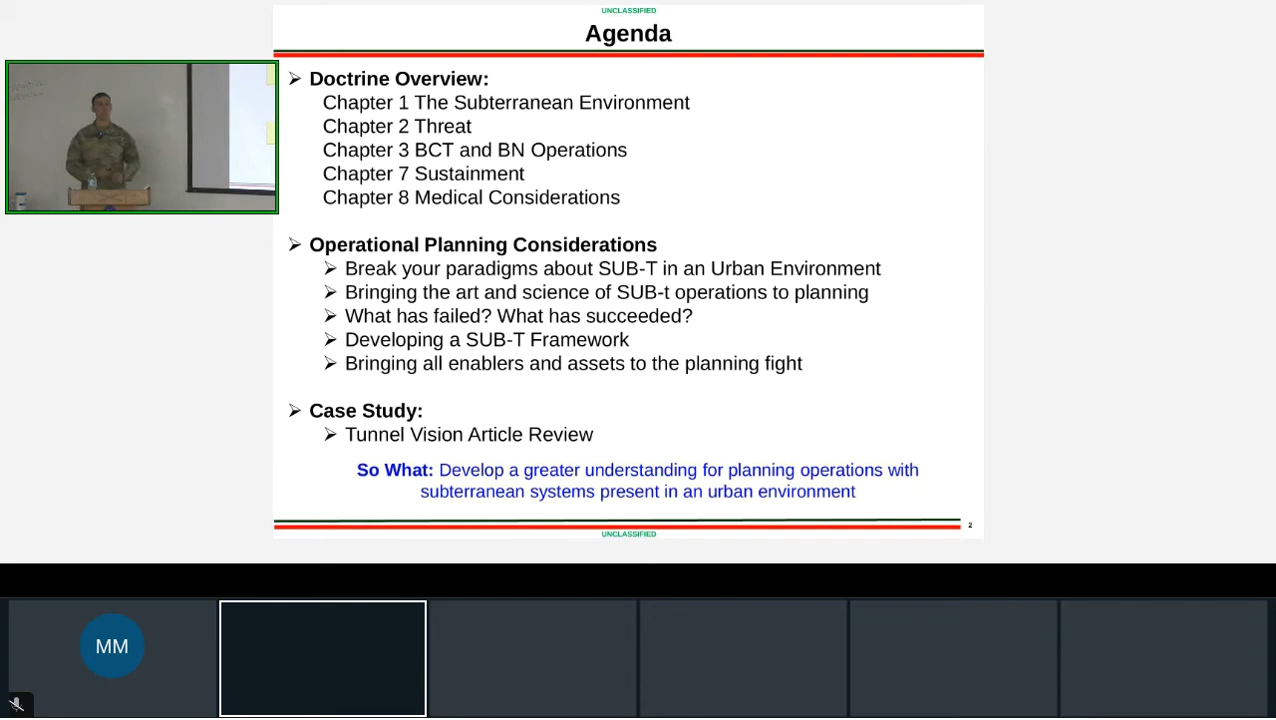 UNCLASSIFIED
Agenda
➢ Doctrine Overview:
Chapter 1 The Subterranean Environment
Chapter 2 Threat
Chapter 3 BCT and BN Operations
Chapter 7 Sustainment
Chapter 8 Medical Considerations
➢ Operational Planning Considerations
➢ Break your paradigms about SUB-T in an Urban Environment
➢ Bringing the art and science of SUB-t operations to planning
➢ What has failed? What has succeeded?
➢ Developing a SUB-T Framework
➢ Bringing all enablers and assets to the planning fight
➢ Case Study:
➢ Tunnel Vision Article Review
So What: Develop a greater understanding for planning operations with
subterranean systems present in an urban environment
2
UNCLASSIFIED
MM